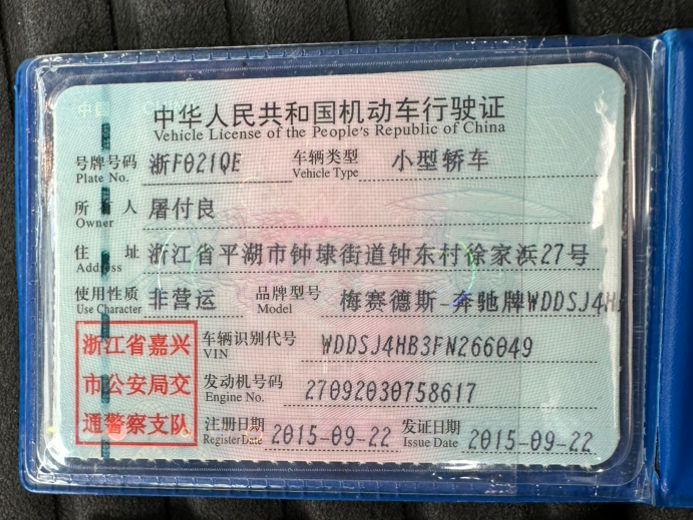 中华人民共和国机动车行驶证
Vehicle License of the People's Republic of China
号牌号码 浙F021QE 车辆类型 小型轿车
Plate No. Vehicle Type
所有人 屠付良
Owner
住址 浙江省平湖市钟埭街道钟东村徐家浜27号
Address
使用性质 非营运 品牌型号 梅赛德斯-奔驰牌WDDSJ4H
Use Character Model
浙江省嘉兴
市公安局交
通警察支队
车辆识别代号 WDDSJ4HB3FN266049
VIN
发动机号码 27092030758617
Engine No.
注册日期 2015-09-22 发证日期 2015-09-22
Register Date Issue Date